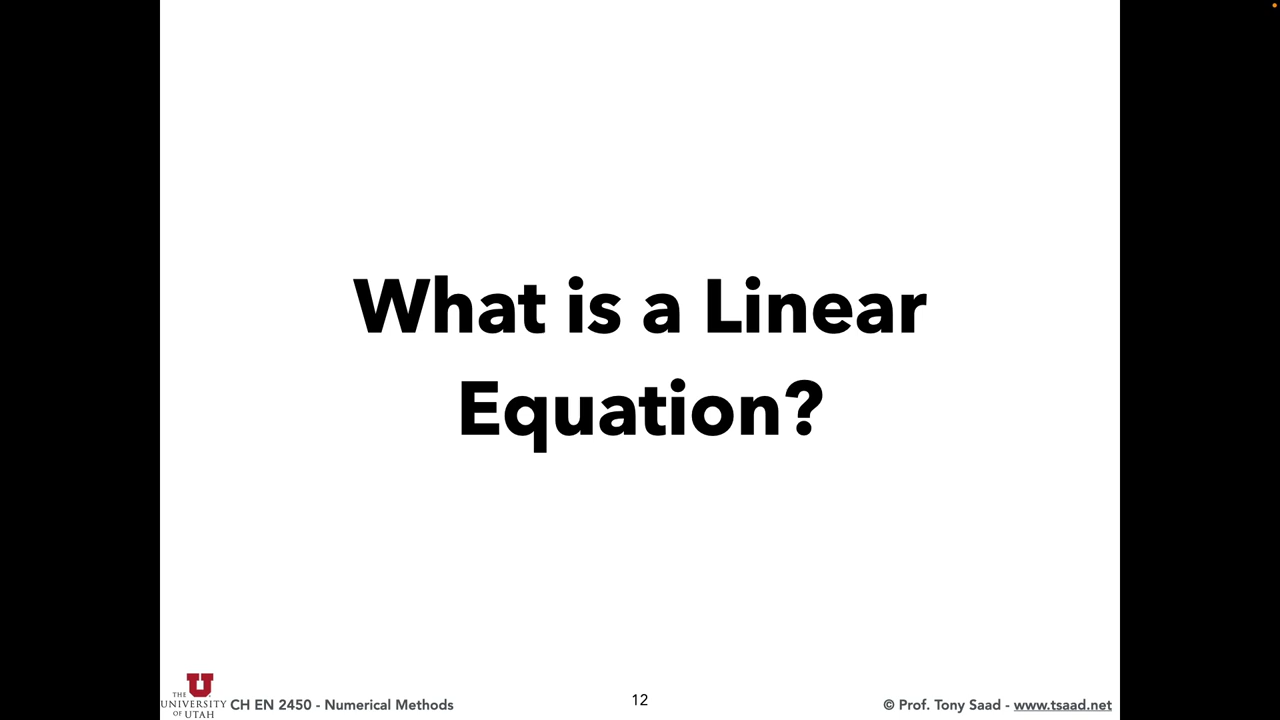 What is a Linear
Equation?
U
THE
UNIVERSITY
OF UTAH
CH EN 2450 - Numerical Methods
12
© Prof. Tony Saad - www.tsaad.net